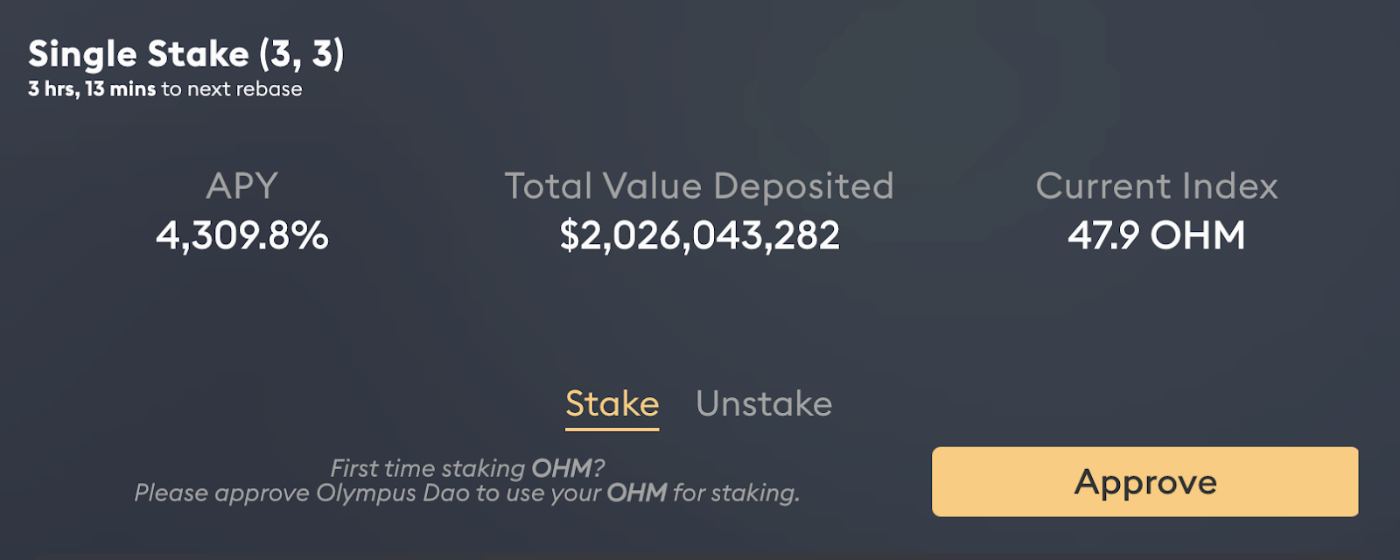 Single Stake (3, 3)
3 hrs, 13 mins to next rebase
APY
4,309.8%
Total Value Deposited
$2,026,043,282
Current Index
47.9 OHM
Stake
Unstake
First time staking OHM?
Please approve Olympus Dao to use your OHM for staking.
Approve